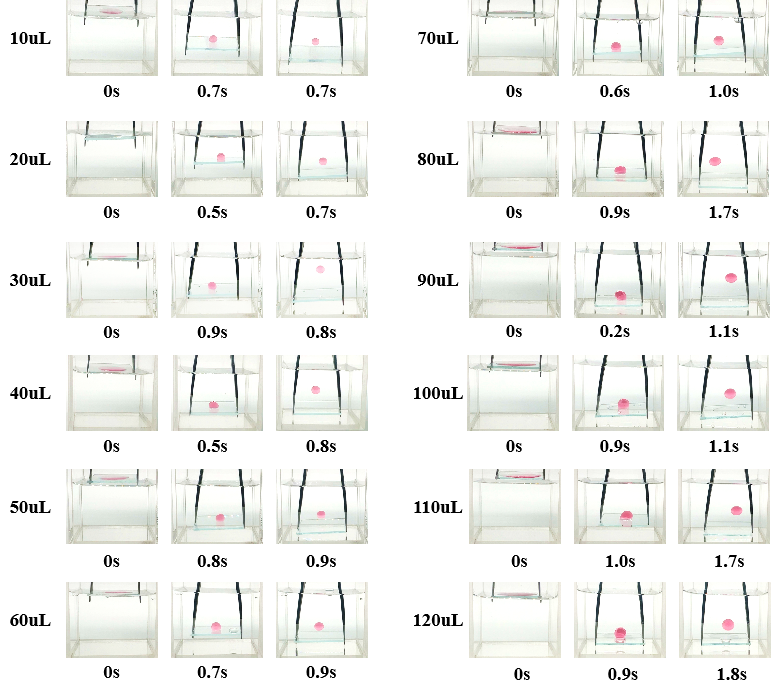 10uL
0s 0.7s 0.7s
20uL
0s 0.5s 0.7s
30uL
0s 0.9s 0.8s
40uL
0s 0.5s 0.8s
50uL
0s 0.8s 0.9s
60uL
0s 0.7s 0.9s
70uL
0s 0.6s 1.0s
80uL
0s 0.9s 1.7s
90uL
0s 0.2s 1.1s
100uL
0s 0.9s 1.1s
110uL
0s 1.0s 1.7s
120uL
0s 0.9s 1.8s